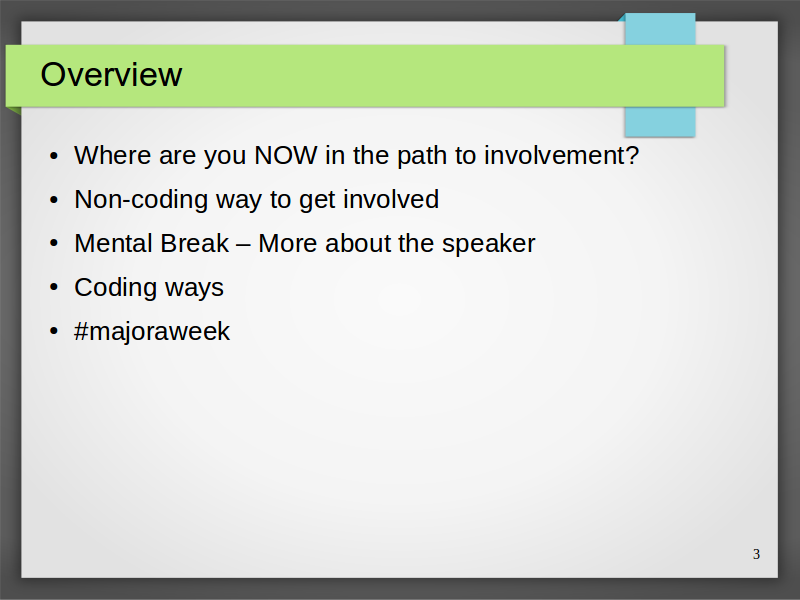 Overview
• Where are you NOW in the path to involvement?
• Non-coding way to get involved
• Mental Break – More about the speaker
• Coding ways
• #majoraweek
3